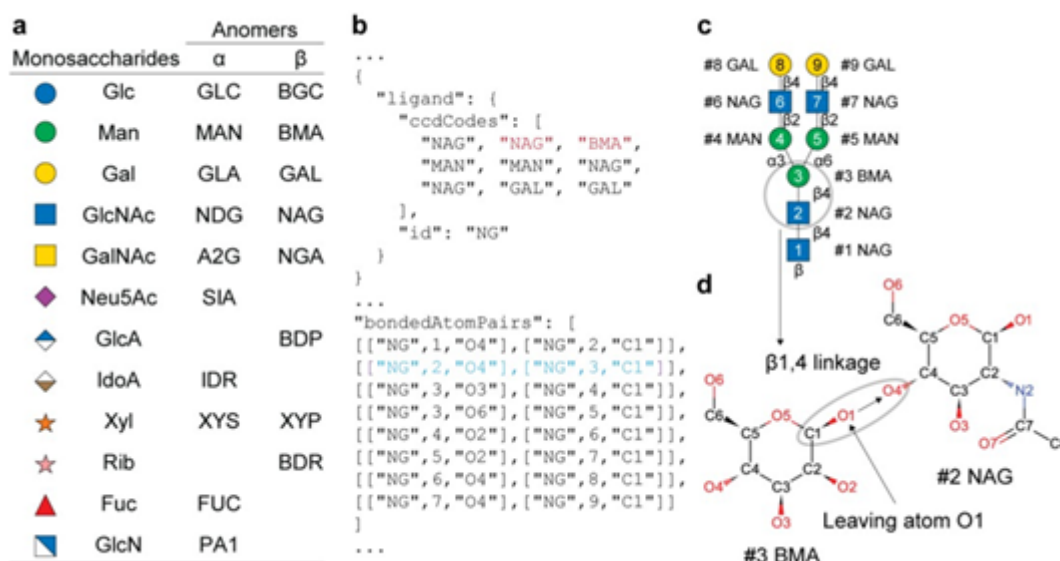 a
Anomers
Monosaccharides α β
Glc GLC BGC
Man MAN BMA
Gal GLA GAL
GlcNAc NDG NAG
GalNAc A2G NGA
Neu5Ac SIA
GlcA BDP
IdoA IDR
Xyl XYS XYP
Rib BDR
Fuc FUC
GlcN PA1
b
...
{
"ligand": {
"ccdCodes": [
"NAG", "NAG", "BMA",
"MAN", "MAN", "NAG",
"NAG", "GAL", "GAL"
],
"id": "NG"
}
}
...
"bondedAtomPairs": [
[["NG",1,"O4"],["NG",2,"C1"]],
[["NG",2,"O4"],["NG",3,"C1"]],
[["NG",3,"O3"],["NG",4,"C1"]],
[["NG",3,"O6"],["NG",5,"C1"]],
[["NG",4,"O2"],["NG",6,"C1"]],
[["NG",5,"O2"],["NG",7,"C1"]],
[["NG",6,"O4"],["NG",8,"C1"]],
[["NG",7,"O4"],["NG",9,"C1"]]
]
...
c
#8 GAL 8 9 #9 GAL
β4 β4
#6 NAG 6 7 #7 NAG
β2 β2
#4 MAN 4 5 #5 MAN
α3 α6
3 #3 BMA
β4
2 #2 NAG
β4
1 #1 NAG
β
d
O6
C6 O5 O1
C5 C1
β1,4 linkage
C4 C2
O4 C3 N2
O3 C7
O7 C
#2 NAG
O6
C6 O5 O1
C5 C1
C4 C2
O4 C3 O2
O3
Leaving atom O1
#3 BMA